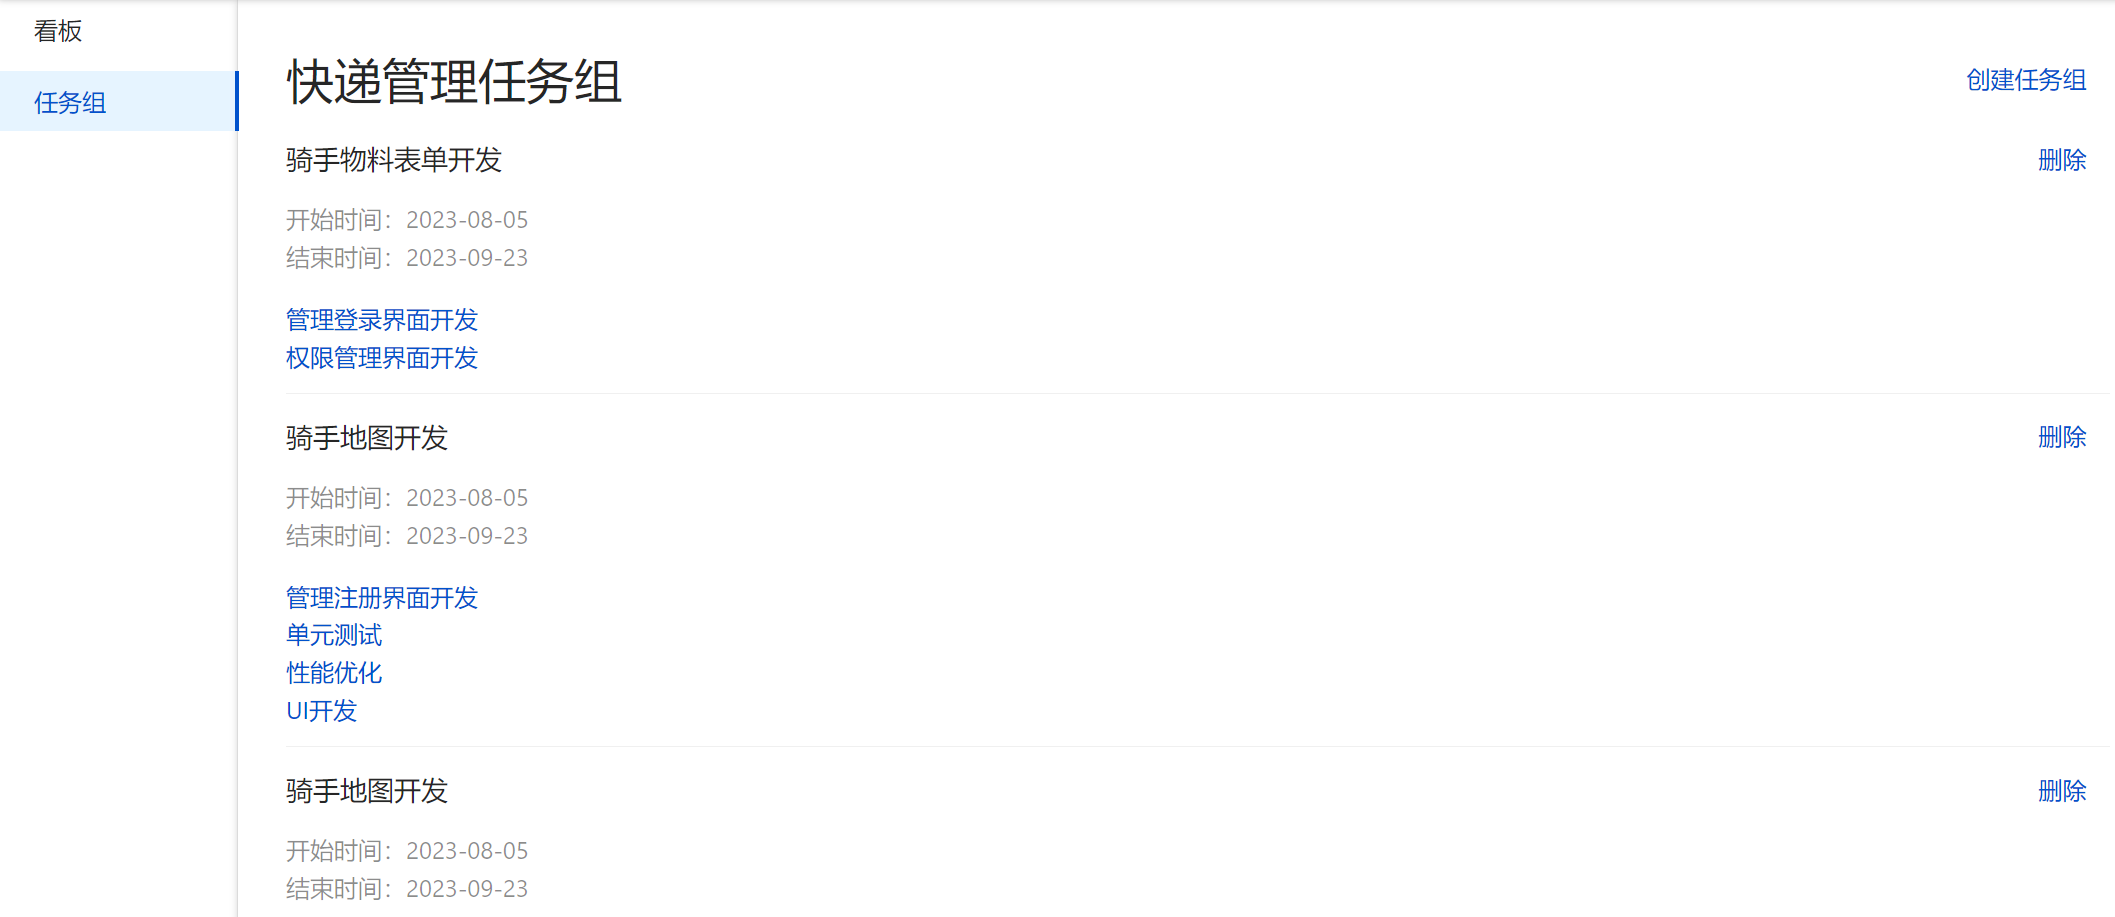 看板
任务组
快递管理任务组
创建任务组
骑手物料表单开发
删除
开始时间：2023-08-05
结束时间：2023-09-23
管理登录界面开发
权限管理界面开发
骑手地图开发
删除
开始时间：2023-08-05
结束时间：2023-09-23
管理注册界面开发
单元测试
性能优化
UI开发
骑手地图开发
删除
开始时间：2023-08-05
结束时间：2023-09-23